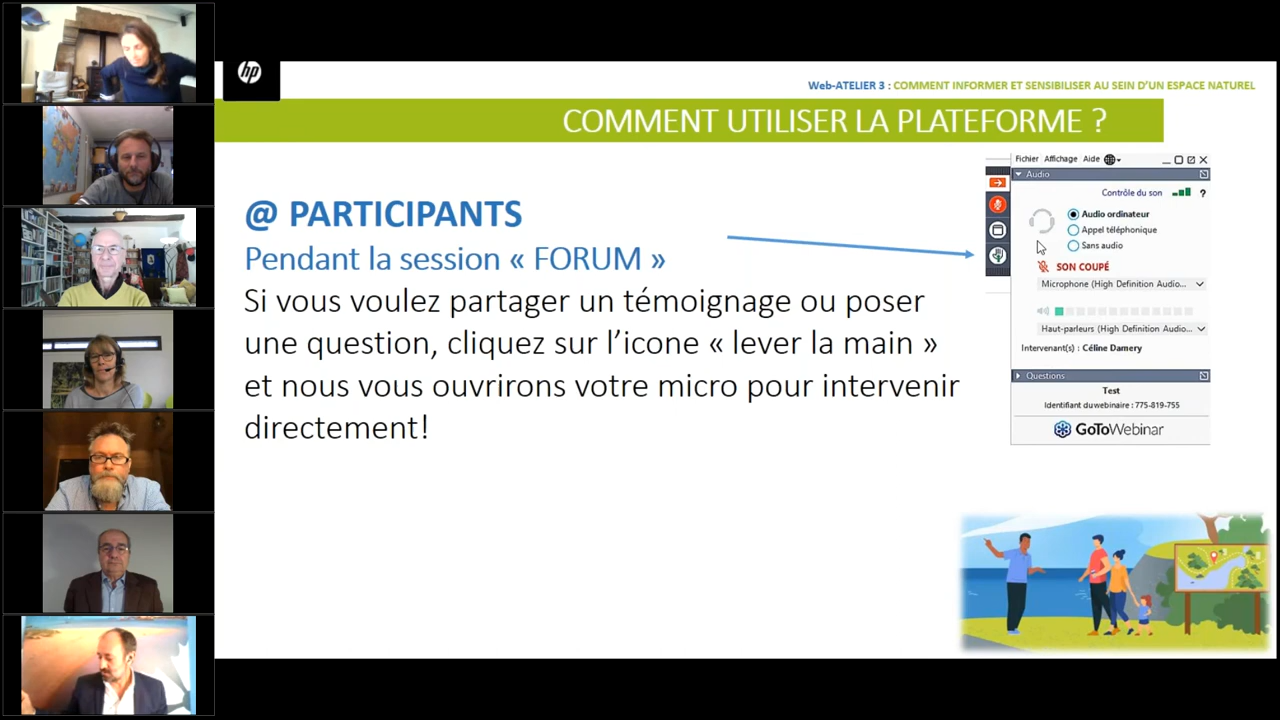 hp
Web-ATELIER 3 : COMMENT INFORMER ET SENSIBILISER AU SEIN D'UN ESPACE NATUREL
COMMENT UTILISER LA PLATEFORME ?
@ PARTICIPANTS
Pendant la session « FORUM »
Si vous voulez partager un témoignage ou poser
une question, cliquez sur l'icone « lever la main »
et nous vous ouvrirons votre micro pour intervenir
directement!
Fichier Affichage Aide
Audio
Contrôle du son ?
Audio ordinateur
Appel téléphonique
Sans audio
SON COUPÉ
Microphone (High Definition Audio...
Haut-parleurs (High Definition Audio...
Intervenant(s) : Céline Damery
Questions
Test
Identifiant du webinaire : 775-819-755
GoToWebinar